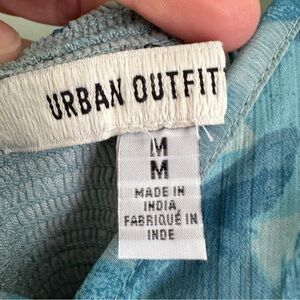 URBAN OUTFIT
M
M
MADE IN
INDIA
FABRIQUÉ IN
INDE